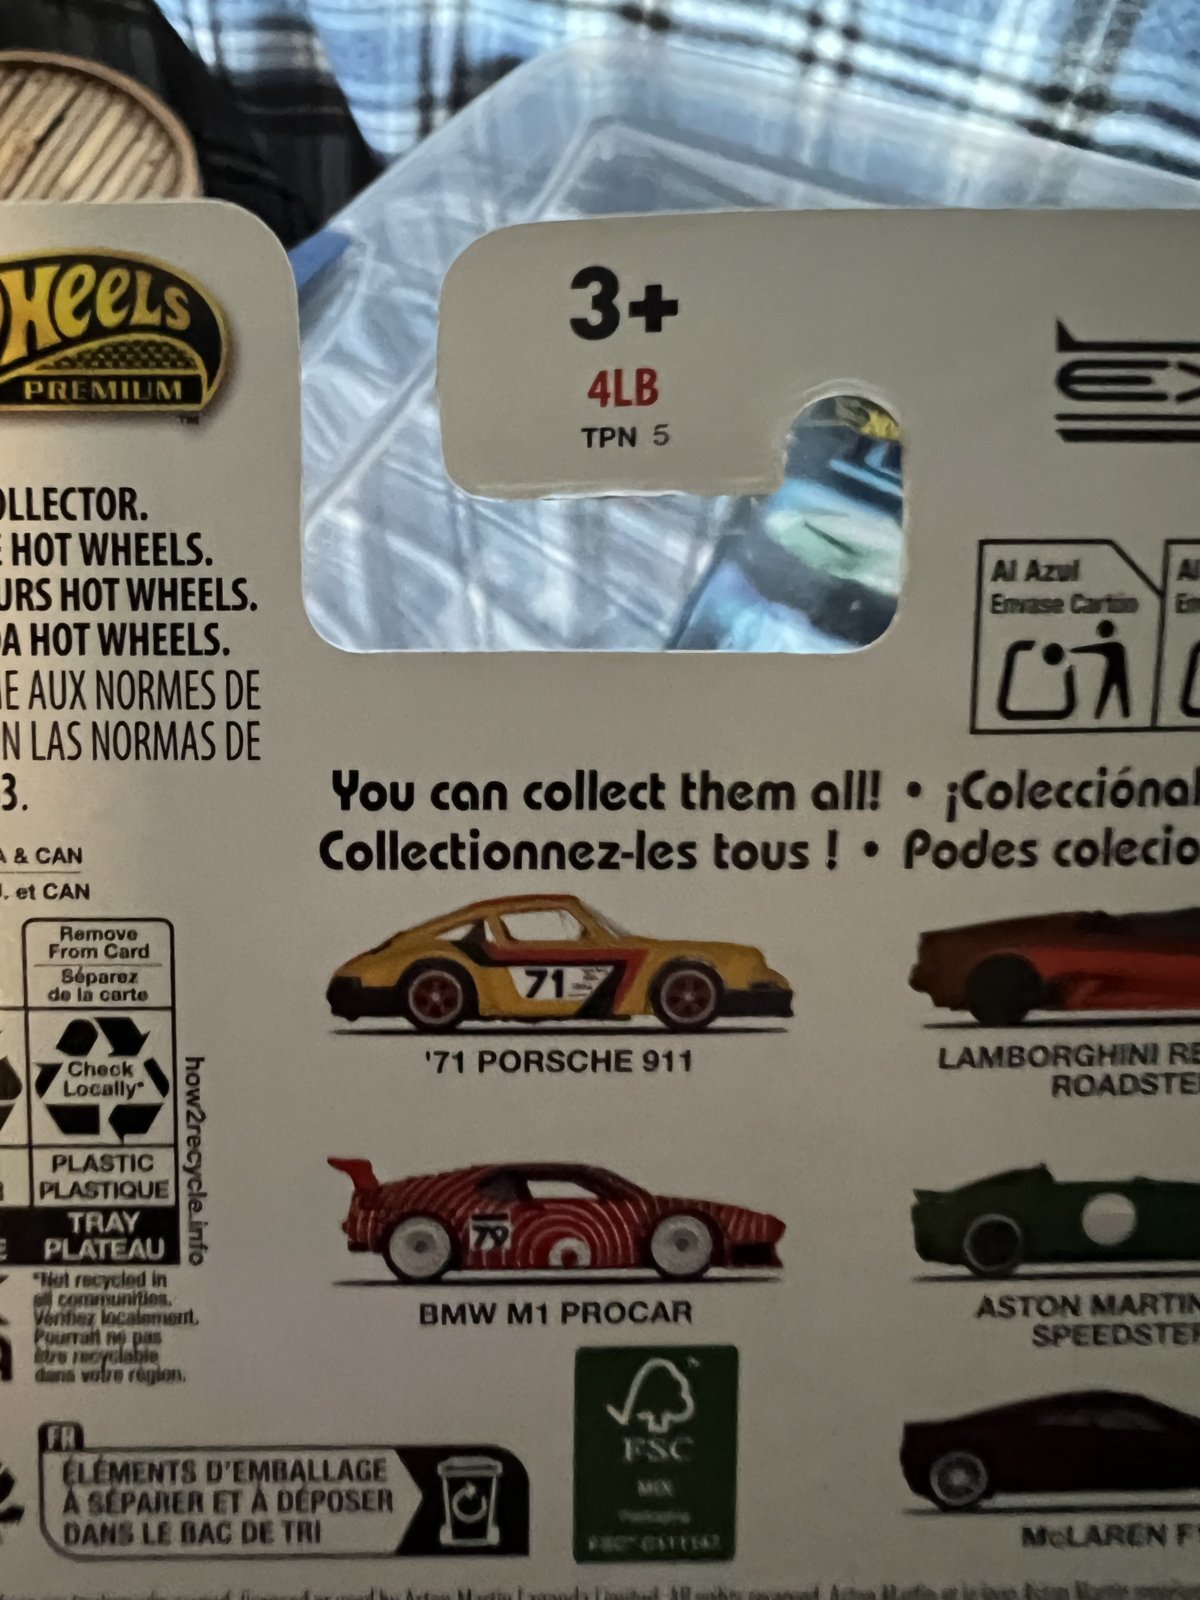 HEELS
PREMIUM
™
OLLECTOR.
E HOT WHEELS.
URS HOT WHEELS.
DA HOT WHEELS.
ME AUX NORMES DE
N LAS NORMAS DE
3.
A & CAN
J. et CAN
Remove
From Card
Séparez
de la carte
Check
Locally*
PLASTIC
PLASTIQUE
TRAY
PLATEAU
how2recycle.info
*Not recycled in
all communities.
Vérifiez localement.
Pourrait ne pas
être recyclable
dans votre région.
FR
ÉLÉMENTS D'EMBALLAGE
À SÉPARER ET À DÉPOSER
DANS LE BAC DE TRI
3+
4LB
TPN 5
Al Azul
Envase Cartón
Al
En
You can collect them all! • ¡Colecciónal
Collectionnez-les tous ! • Podes colecio
71
'71 PORSCHE 911
LAMBORGHINI RE
ROADSTE
79
BMW M1 PROCAR
ASTON MARTIN
SPEEDSTE
FSC
MIX
Packaging
McLAREN F